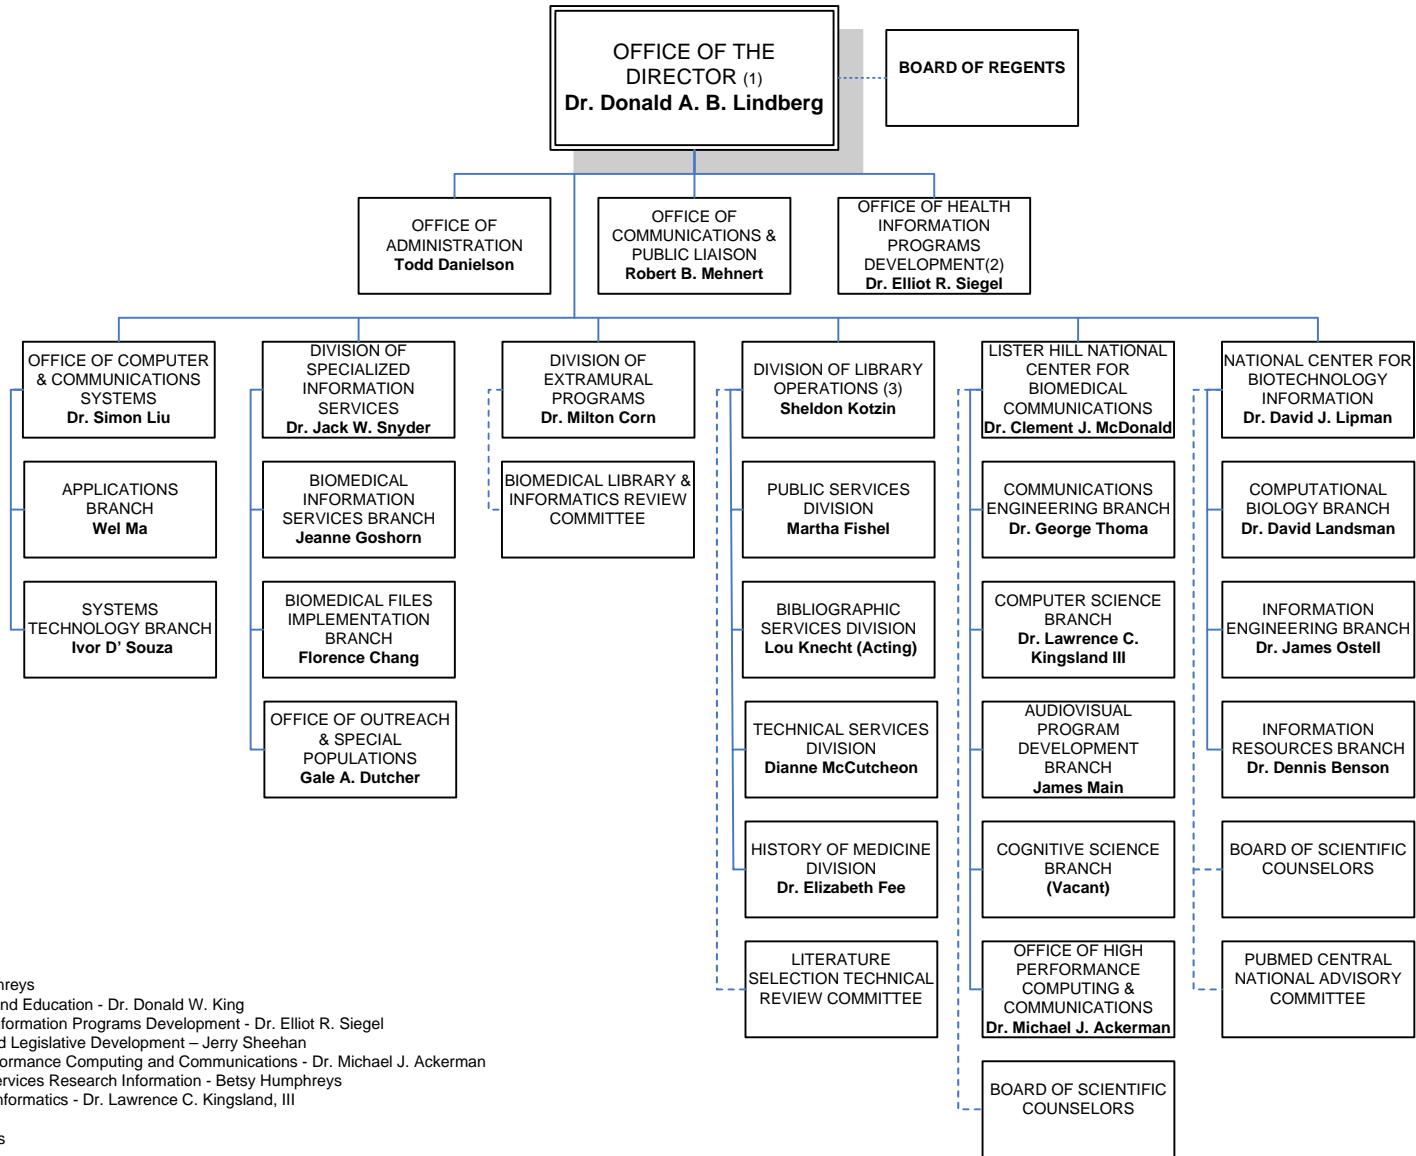 OFFICE OF THE
DIRECTOR (1)
Dr. Donald A. B. Lindberg
BOARD OF REGENTS
OFFICE OF
ADMINISTRATION
Todd Danielson
OFFICE OF
COMMUNICATIONS &
PUBLIC LIAISON
Robert B. Mehnert
OFFICE OF HEALTH
INFORMATION
PROGRAMS
DEVELOPMENT(2)
Dr. Elliot R. Siegel
OFFICE OF COMPUTER
& COMMUNICATIONS
SYSTEMS
Dr. Simon Liu
APPLICATIONS
BRANCH
Wel Ma
SYSTEMS
TECHNOLOGY BRANCH
Ivor D’ Souza
DIVISION OF
SPECIALIZED
INFORMATION
SERVICES
Dr. Jack W. Snyder
BIOMEDICAL
INFORMATION
SERVICES BRANCH
Jeanne Goshorn
BIOMEDICAL FILES
IMPLEMENTATION
BRANCH
Florence Chang
OFFICE OF OUTREACH
& SPECIAL
POPULATIONS
Gale A. Dutcher
DIVISION OF
EXTRAMURAL
PROGRAMS
Dr. Milton Corn
BIOMEDICAL LIBRARY &
INFORMATICS REVIEW
COMMITTEE
DIVISION OF LIBRARY
OPERATIONS (3)
Sheldon Kotzin
PUBLIC SERVICES
DIVISION
Martha Fishel
BIBLIOGRAPHIC
SERVICES DIVISION
Lou Knecht (Acting)
TECHNICAL SERVICES
DIVISION
Dianne McCutcheon
HISTORY OF MEDICINE
DIVISION
Dr. Elizabeth Fee
LITERATURE
SELECTION TECHNICAL
REVIEW COMMITTEE
LISTER HILL NATIONAL
CENTER FOR
BIOMEDICAL
COMMUNICATIONS
Dr. Clement J. McDonald
COMMUNICATIONS
ENGINEERING BRANCH
Dr. George Thoma
COMPUTER SCIENCE
BRANCH
Dr. Lawrence C.
Kingsland III
AUDIOVISUAL
PROGRAM
DEVELOPMENT
BRANCH
James Main
COGNITIVE SCIENCE
BRANCH
(Vacant)
OFFICE OF HIGH
PERFORMANCE
COMPUTING &
COMMUNICATIONS
Dr. Michael J. Ackerman
BOARD OF SCIENTIFIC
COUNSELORS
NATIONAL CENTER FOR
BIOTECHNOLOGY
INFORMATION
Dr. David J. Lipman
COMPUTATIONAL
BIOLOGY BRANCH
Dr. David Landsman
INFORMATION
ENGINEERING BRANCH
Dr. James Ostell
INFORMATION
RESOURCES BRANCH
Dr. Dennis Benson
BOARD OF SCIENTIFIC
COUNSELORS
PUBMED CENTRAL
NATIONAL ADVISORY
COMMITTEE
hreys
nd Education - Dr. Donald W. King
formation Programs Development - Dr. Elliot R. Siegel
d Legislative Development – Jerry Sheehan
ormance Computing and Communications - Dr. Michael J. Ackerman
ervices Research Information - Betsy Humphreys
nformatics - Dr. Lawrence C. Kingsland, III
s